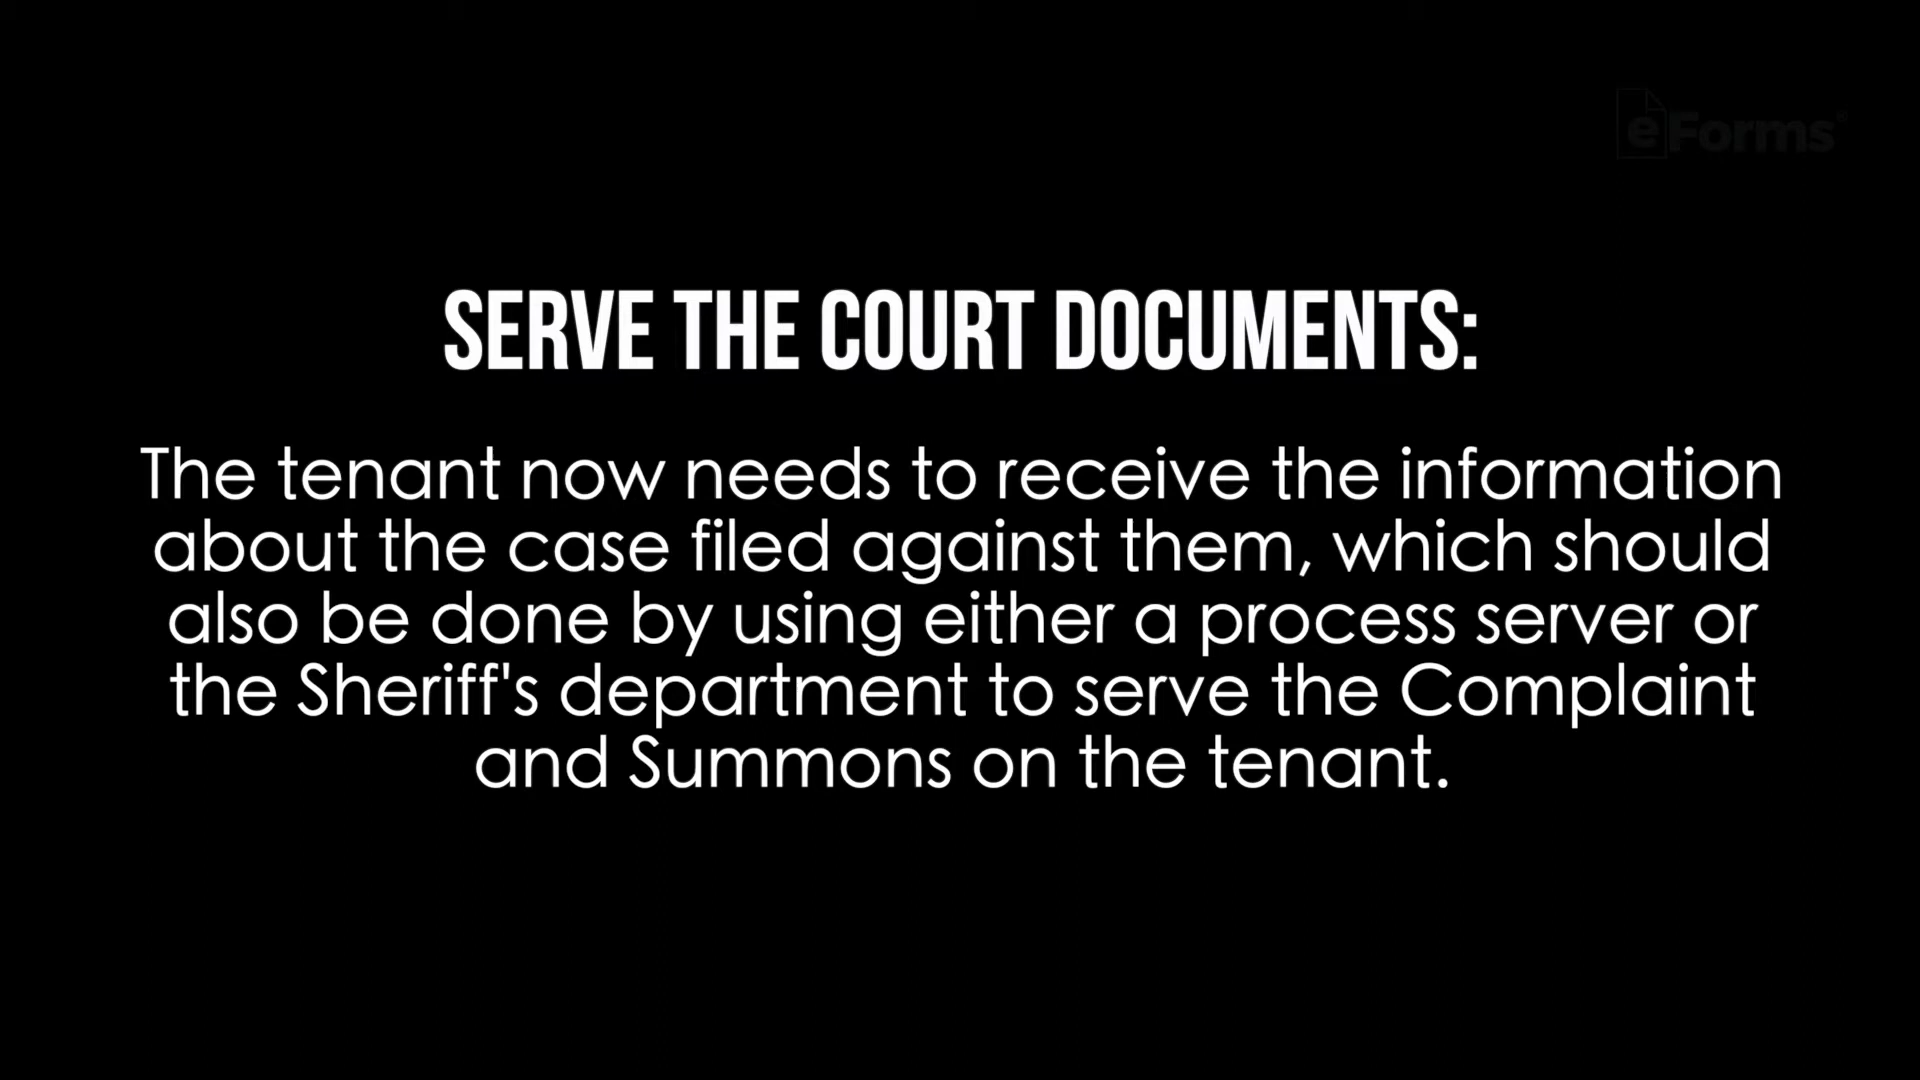 eForms®
SERVE THE COURT DOCUMENTS:
The tenant now needs to receive the information
about the case filed against them, which should
also be done by using either a process server or
the Sheriff's department to serve the Complaint
and Summons on the tenant.